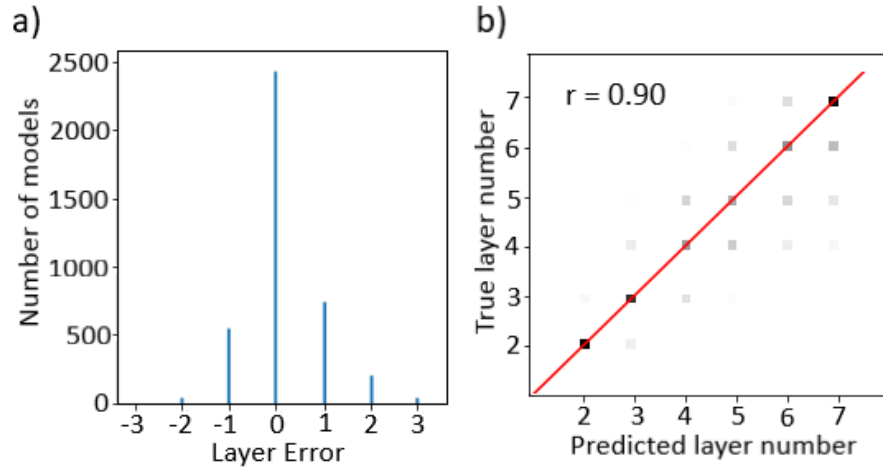 a)
2500
2000
1500
1000
500
0
-3 -2 -1 0 1 2 3
Layer Error
Number of models
b)
r = 0.90
7
6
5
4
3
2
2 3 4 5 6 7
Predicted layer number
True layer number